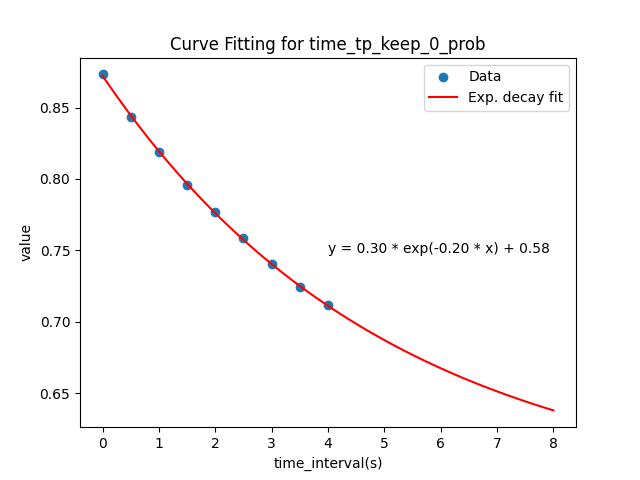 Curve Fitting for time_tp_keep_0_prob
Data
Exp. decay fit
0.85
0.80
0.75
0.70
0.65
value
y = 0.30 * exp(-0.20 * x) + 0.58
0 1 2 3 4 5 6 7 8
time_interval(s)